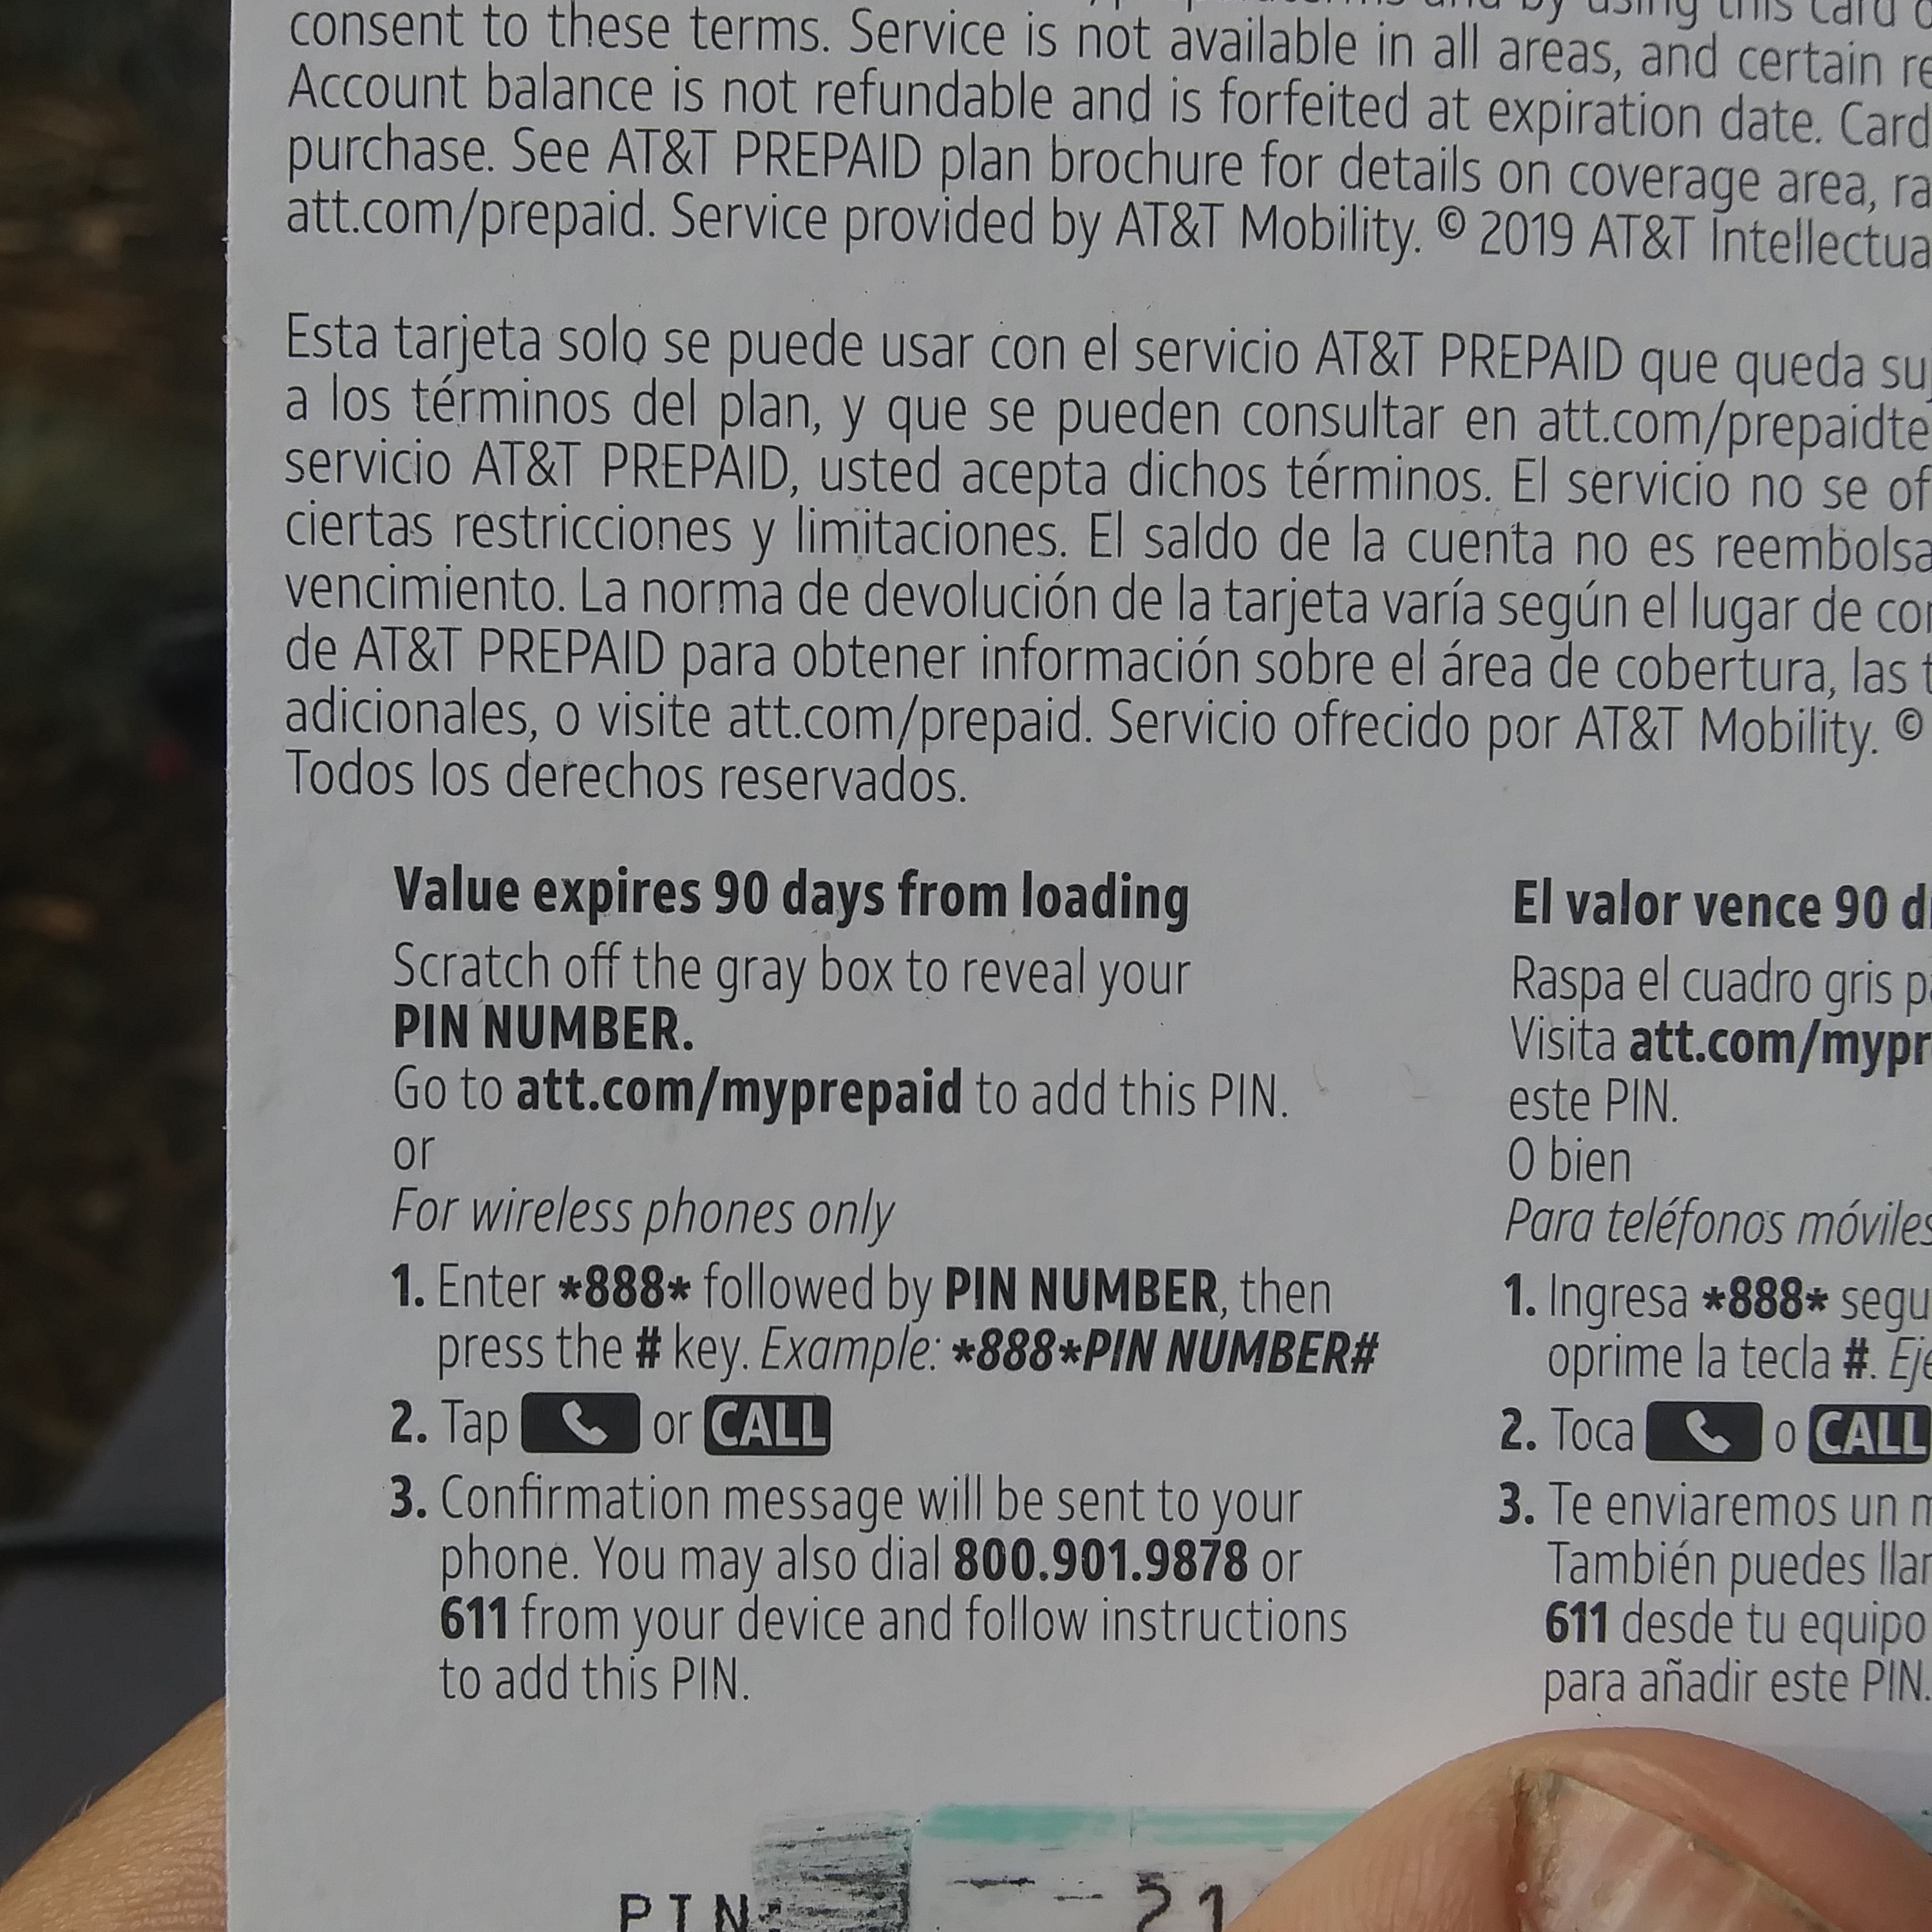 consent to these terms. Service is not available in all areas, and certain
Account balance is not refundable and is forfeited at expiration date. Card
purchase. See AT&T PREPAID plan brochure for details on coverage area,
att.com/prepaid. Service provided by AT&T Mobility. © 2019 AT&T
Esta tarjeta solo se puede usar con el servicio AT&T PREPAID que queda
a los términos del plan, y que se pueden consultar en att.com/prepaidte
servicio AT&T PREPAID, usted acepta dichos términos. El servicio no se
ciertas restricciones y limitaciones. El saldo de la cuenta no es
vencimiento. La norma de devolución de la tarjeta varía según el lugar de
de AT&T PREPAID para obtener información sobre el área de cobertura, las
adicionales, o visite att.com/prepaid. Servicio ofrecido por AT&T Mobility. ©
Todos los derechos reservados.
Value expires 90 days from loading
Scratch off the gray box to reveal your
PIN NUMBER.
Go to att.com/myprepaid to add this PIN.
or
For wireless phones only
1. Enter *888* followed by PIN NUMBER, then
press the # key. Example: *888*PIN NUMBER#
2. Tap or CALL
3. Confirmation message will be sent to your
phone. You may also dial 800.901.9878 or
611 from your device and follow instructions
to add this PIN.
El valor vence 90
Raspa el cuadro gris
Visita att.com/mypr
este PIN.
O bien
Para teléfonos móviles
1. Ingresa *888*
oprime la tecla #.
2. Toca o CALL
3. Te enviaremos un
También puedes
611 desde tu equipo
para añadir este PIN.
PIN: